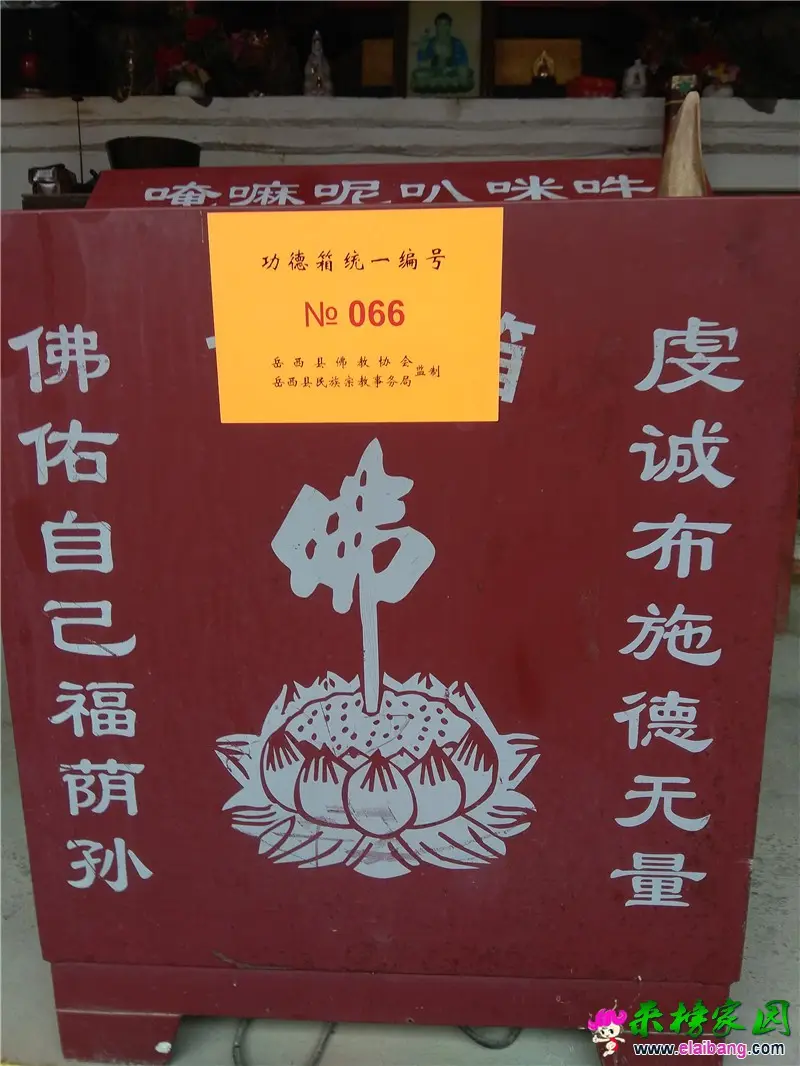 唵嘛呢叭咪吽
功德箱统一编号
№ 066
岳西县佛教协会
岳西县民族宗教事务局
监制
虔诚布施德无量
佛佑自己福荫孙
佛
来榜家园
www.elaibang.com